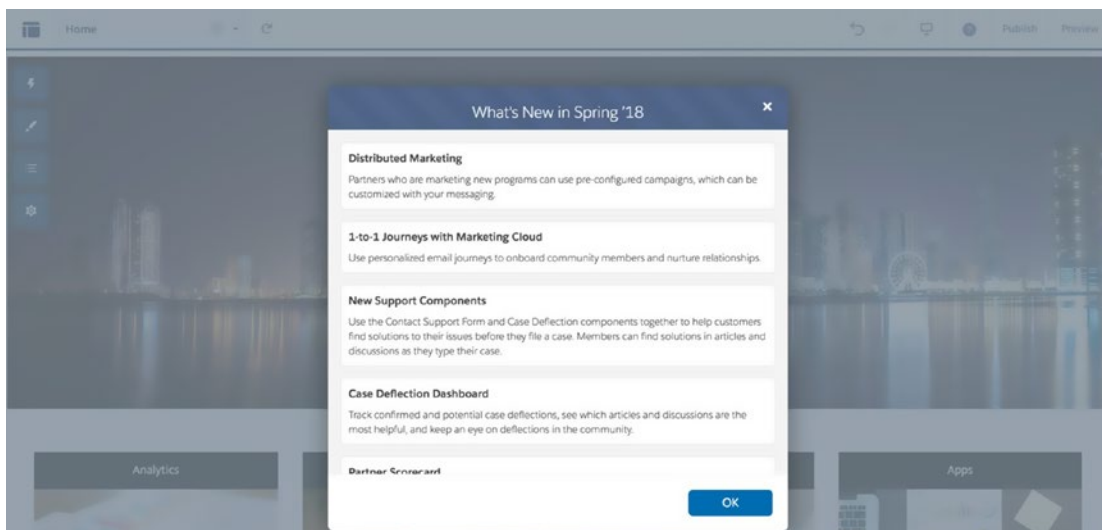 Home
Publish Preview
What's New in Spring '18
Distributed Marketing
Partners who are marketing new programs can use pre-configured campaigns, which can be
customized with your messaging.
1-to-1 Journeys with Marketing Cloud
Use personalized email journeys to onboard community members and nurture relationships.
New Support Components
Use the Contact Support Form and Case Deflection components together to help customers
find solutions to their issues before they file a case. Members can find solutions in articles and
discussions as they type their case.
Case Deflection Dashboard
Track confirmed and potential case deflections, see which articles and discussions are the
most helpful, and keep an eye on deflections in the community.
Partner Scorecard
Analytics
Apps
OK